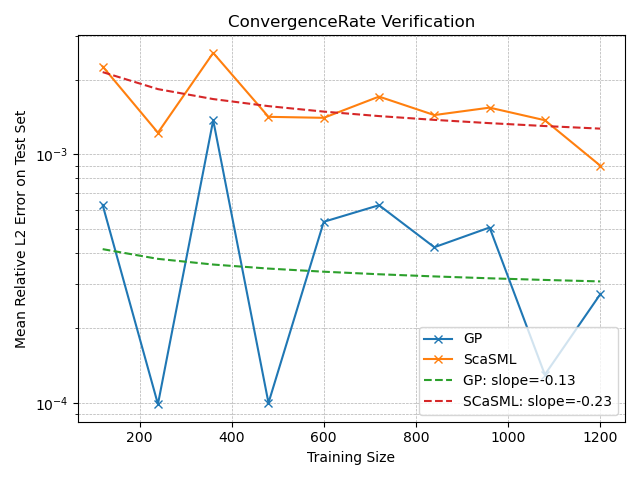 ConvergenceRate Verification
Mean Relative L2 Error on Test Set
10⁻³
10⁻⁴
200 400 600 800 1000 1200
Training Size
GP
ScaSML
GP: slope=-0.13
SCaSML: slope=-0.23